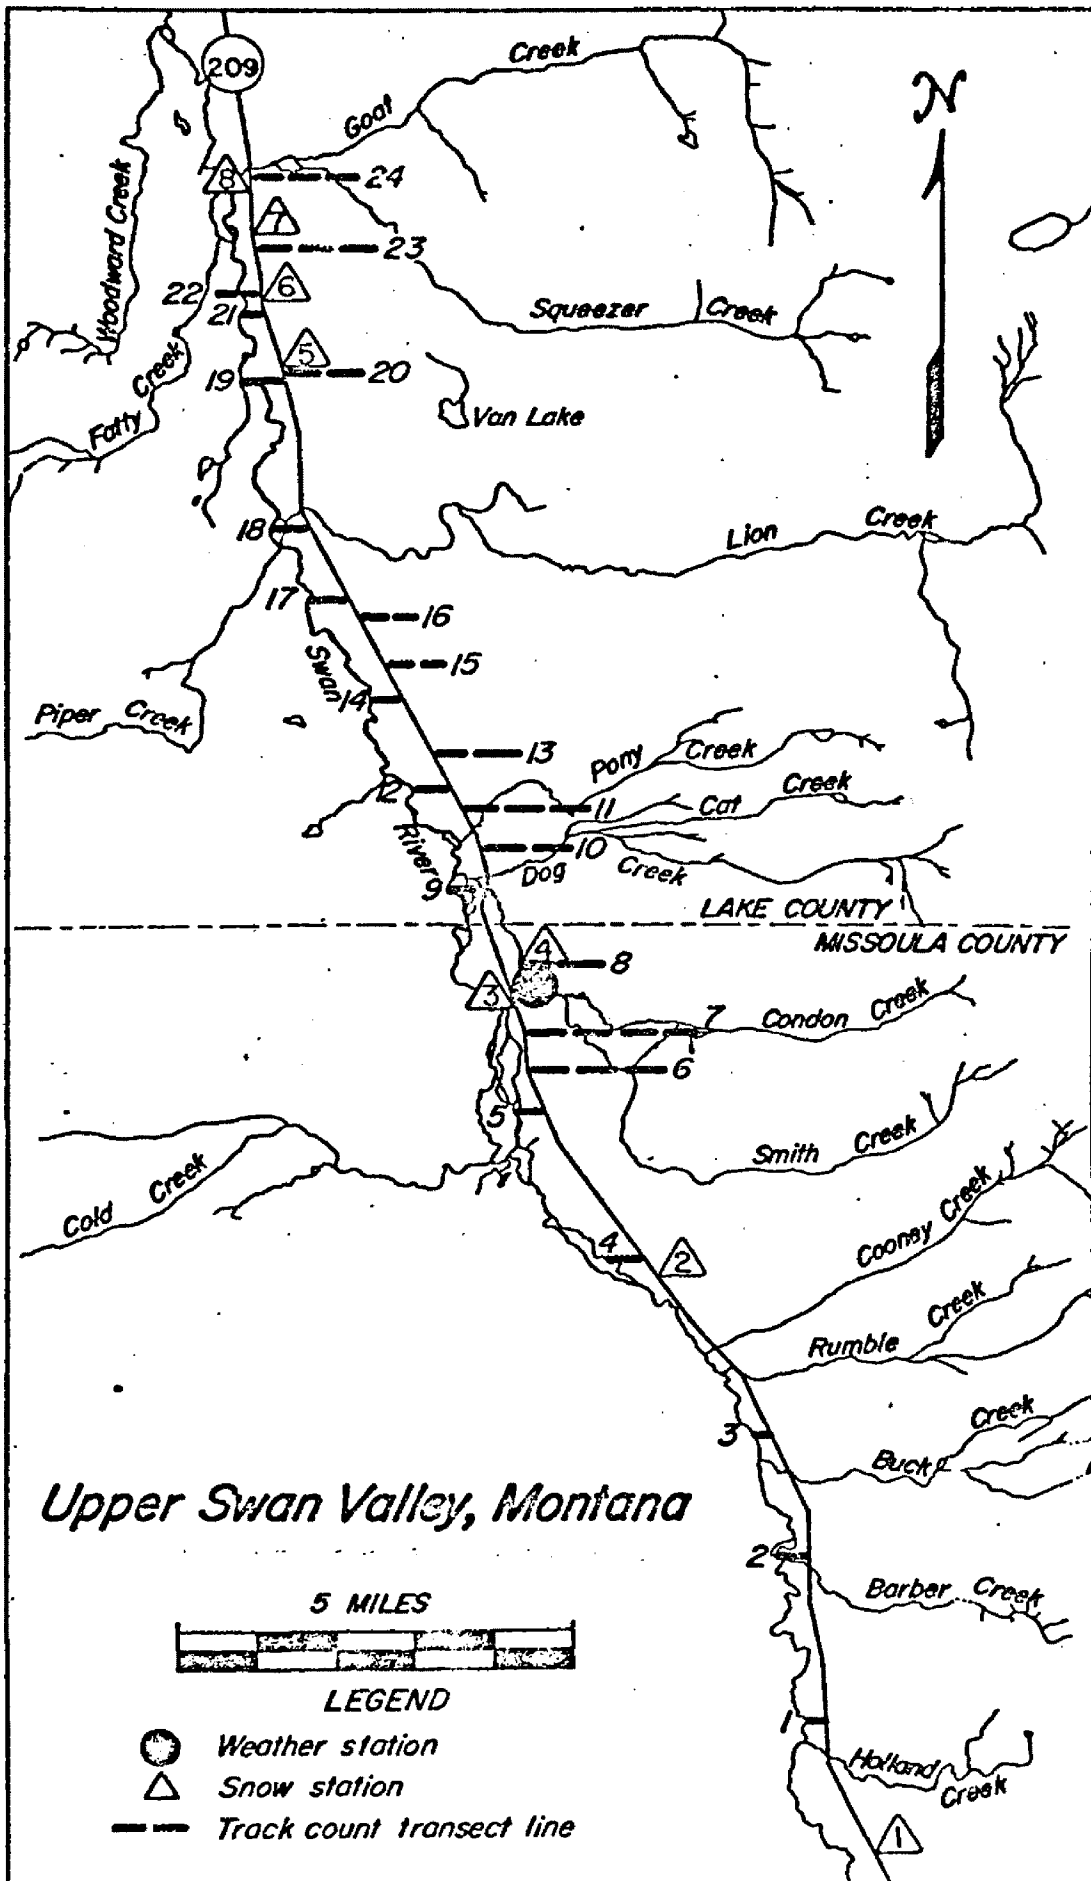 209
Goat Creek
N
8
24
7
Woodward Creek
23
22
6
21
Squeezer Creek
5
19
20
Fatty Creek
Van Lake
18
Lion Creek
17
16
Swan River
15
14
Piper Creek
13
Pony Creek
12
11
Cat Creek
10
Dog Creek
9
LAKE COUNTY
MISSOULA COUNTY
4
8
3
7
Condon Creek
6
5
Smith Creek
Cold Creek
4
2
Cooney Creek
Rumble Creek
3
Buck Creek
Upper Swan Valley, Montana
2
Barber Creek
5 MILES
LEGEND
1
Weather station
Holland Creek
Snow station
1
Track count transect line